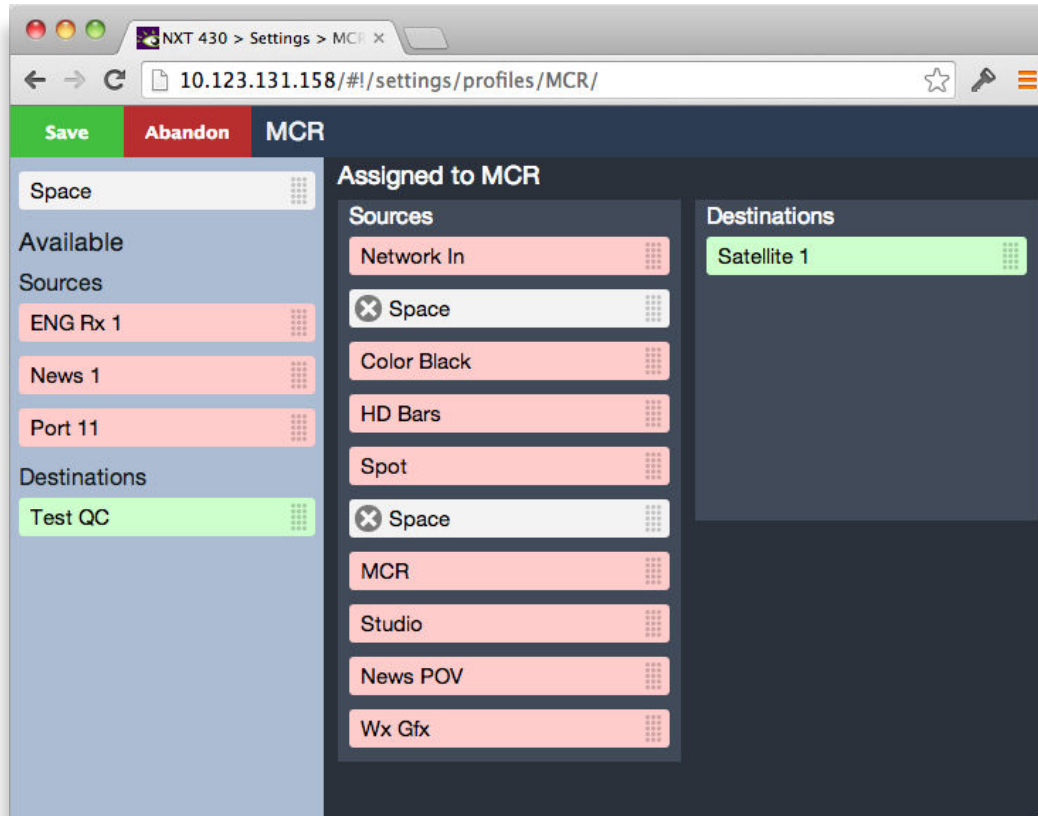 NXT 430 > Settings > MCR
10.123.131.158/#!/settings/profiles/MCR/
Save
Abandon
MCR
Space
Available
Sources
ENG Rx 1
News 1
Port 11
Destinations
Test QC
Assigned to MCR
Sources
Network In
Space
Color Black
HD Bars
Spot
Space
MCR
Studio
News POV
Wx Gfx
Destinations
Satellite 1